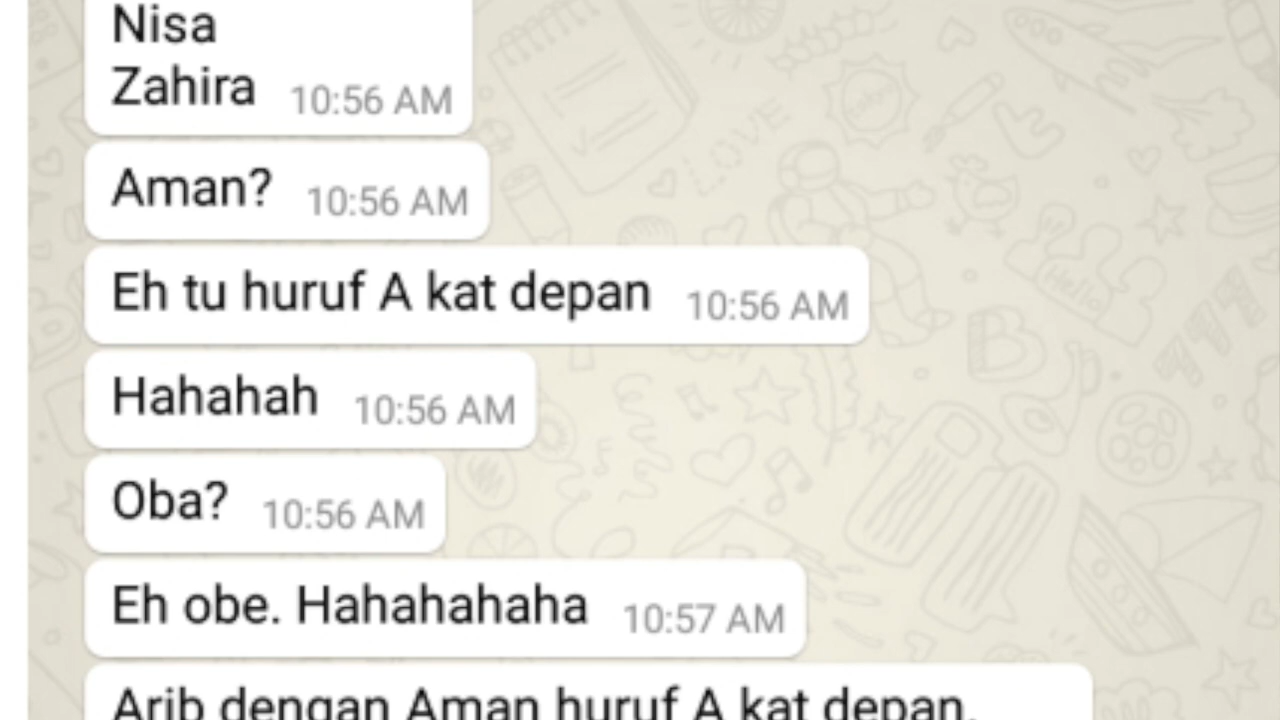 Nisa
Zahira 10:56 AM
Aman? 10:56 AM
Eh tu huruf A kat depan 10:56 AM
Hahahah 10:56 AM
Oba? 10:56 AM
Eh obe. Hahahahaha 10:57 AM
Arib dengan Aman huruf A kat depan.